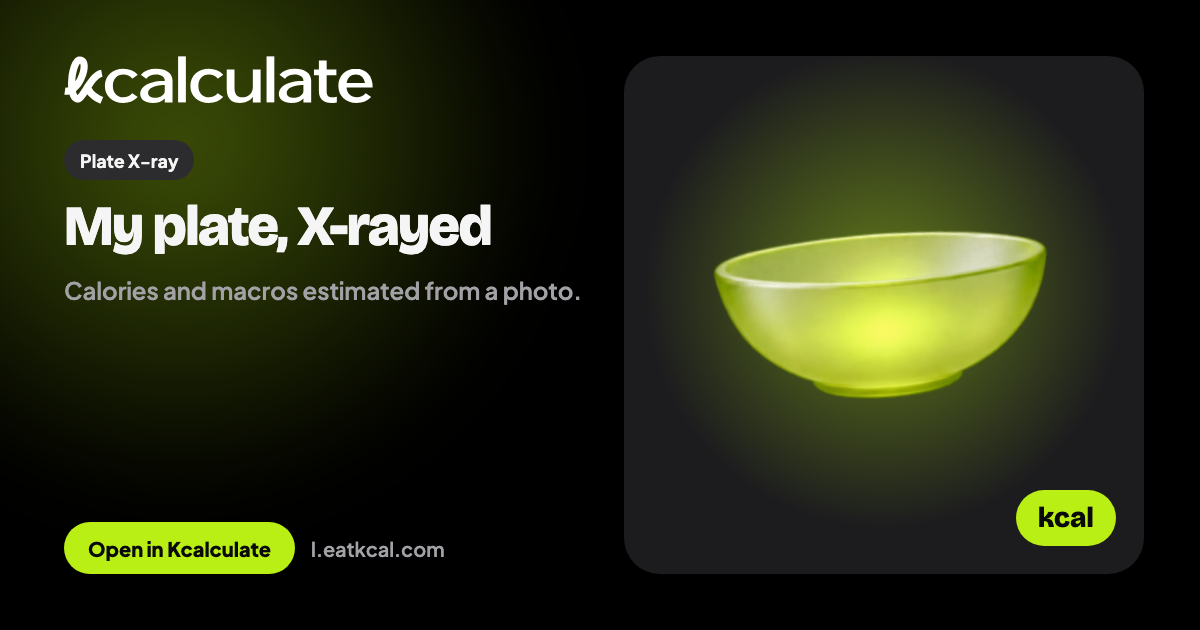 kcalculate
Plate X-ray
My plate, X-rayed
Calories and macros estimated from a photo.
Open in Kcalculate
l.eatkcal.com
kcal